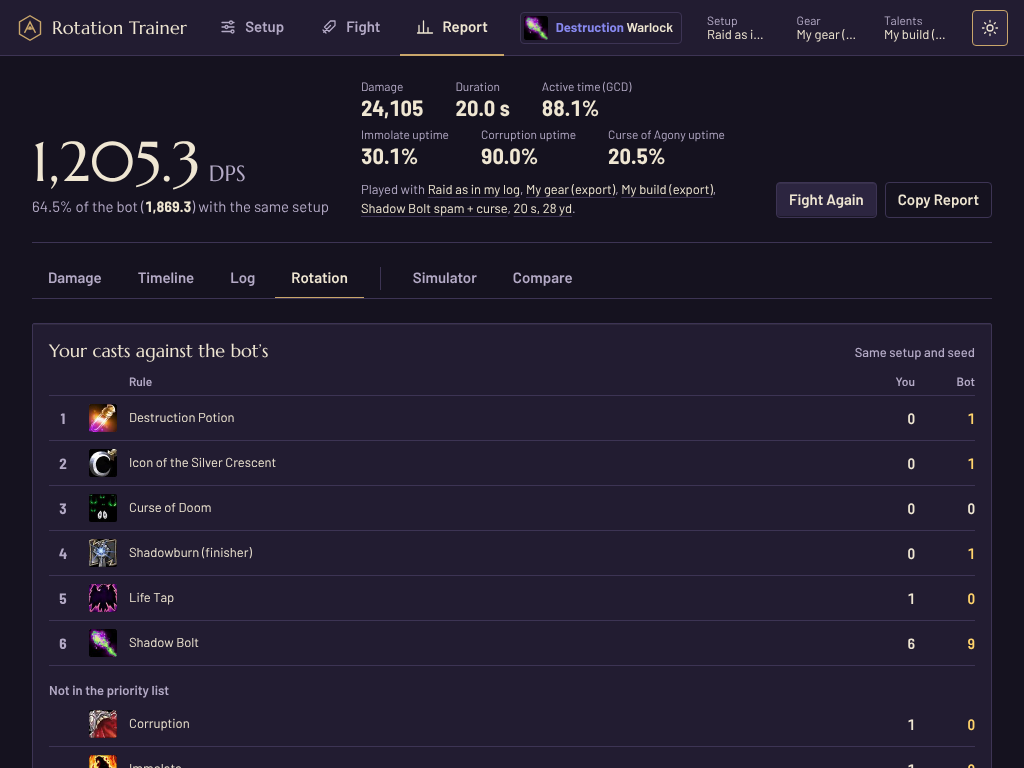 Rotation Trainer
Setup
Fight
Report
Destruction Warlock
Setup
Raid as i...
Gear
My gear (...
Talents
My build (...
1,205.3 DPS
64.5% of the bot (1,869.3) with the same setup
Damage
24,105
Duration
20.0 s
Active time (GCD)
88.1%
Immolate uptime
30.1%
Corruption uptime
90.0%
Curse of Agony uptime
20.5%
Played with Raid as in my log, My gear (export), My build (export),
Shadow Bolt spam + curse, 20 s, 28 yd.
Fight Again
Copy Report
Damage
Timeline
Log
Rotation
Simulator
Compare
Your casts against the bot's
Same setup and seed
Rule You Bot
1 Destruction Potion 0 1
2 Icon of the Silver Crescent 0 1
3 Curse of Doom 0 0
4 Shadowburn (finisher) 0 1
5 Life Tap 1 0
6 Shadow Bolt 6 9
Not in the priority list
Corruption 1 0
Immolate